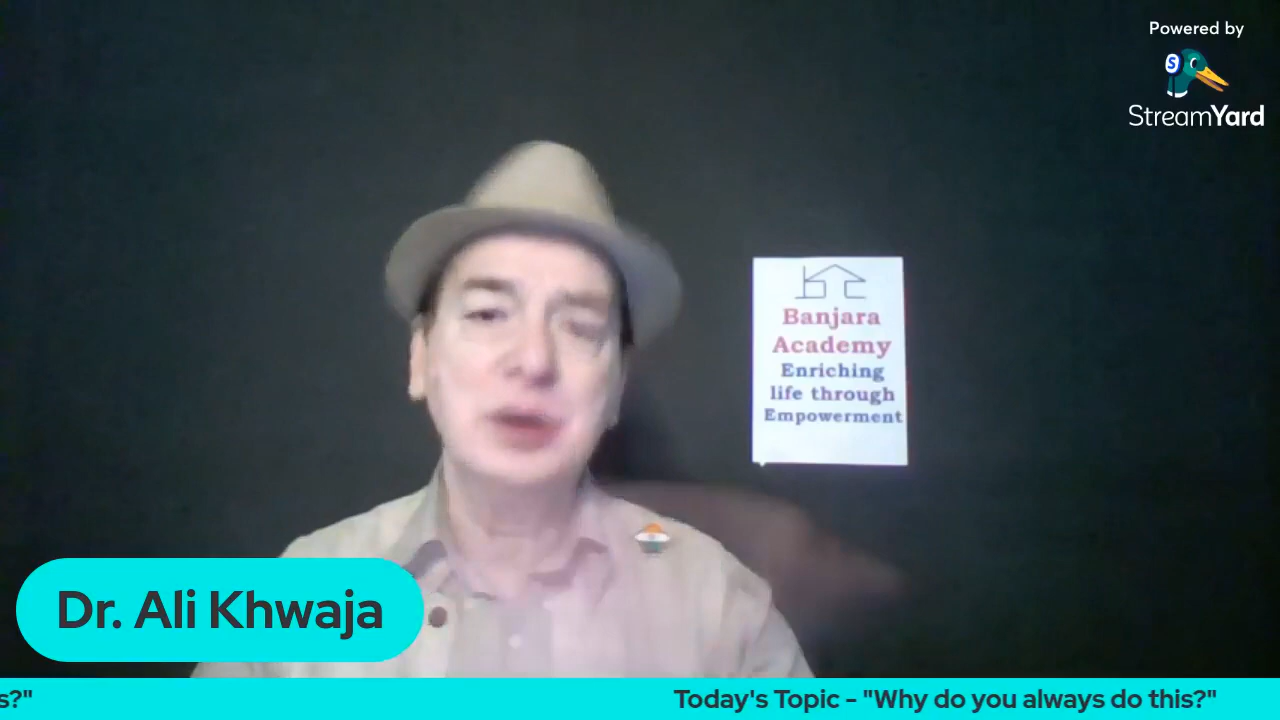 Powered by
S
StreamYard
Banjara
Academy
Enriching
life through
Empowerment
Dr. Ali Khwaja
s?"
Today's Topic - "Why do you always do this?"